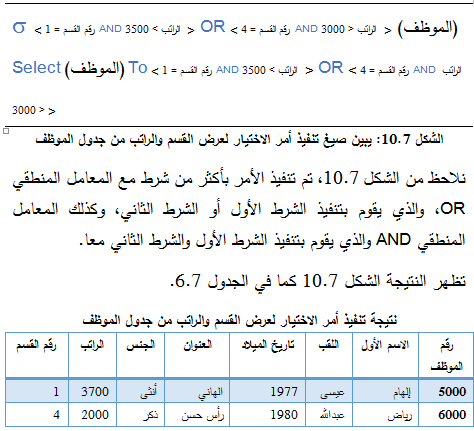 σ < رقم القسم = 1 AND الراتب > 3500 > OR < رقم القسم = 4 AND الراتب > 3000 > (الموظف)
Select (الموظف) To < رقم القسم = 1 AND الراتب > 3500 > OR < رقم القسم = 4 AND الراتب
> 3000 >
الشكل 10.7: يبين صيغ تنفيذ أمر الاختيار لعرض القسم والراتب من جدول الموظف
نلاحظ من الشكل 10.7، تم تنفيذ الأمر بأكثر من شرط مع المعامل المنطقي
OR، والذي يقوم بتنفيذ الشرط الأول أو الشرط الثاني، وكذلك المعامل
المنطقي AND والذي يقوم بتنفيذ الشرط الأول والشرط الثاني معا.
تظهر النتيجة الشكل 10.7 كما في الجدول 6.7.
نتيجة تنفيذ أمر الاختيار لعرض القسم والراتب من جدول الموظف
رقم الموظف الاسم الأول اللقب تاريخ الميلاد العنوان الجنس الراتب رقم القسم
5000 إلهام عيسى 1977 الهاني أنثى 3700 1
6000 رياض عبدالله 1980 رأس حسن ذكر 2000 4